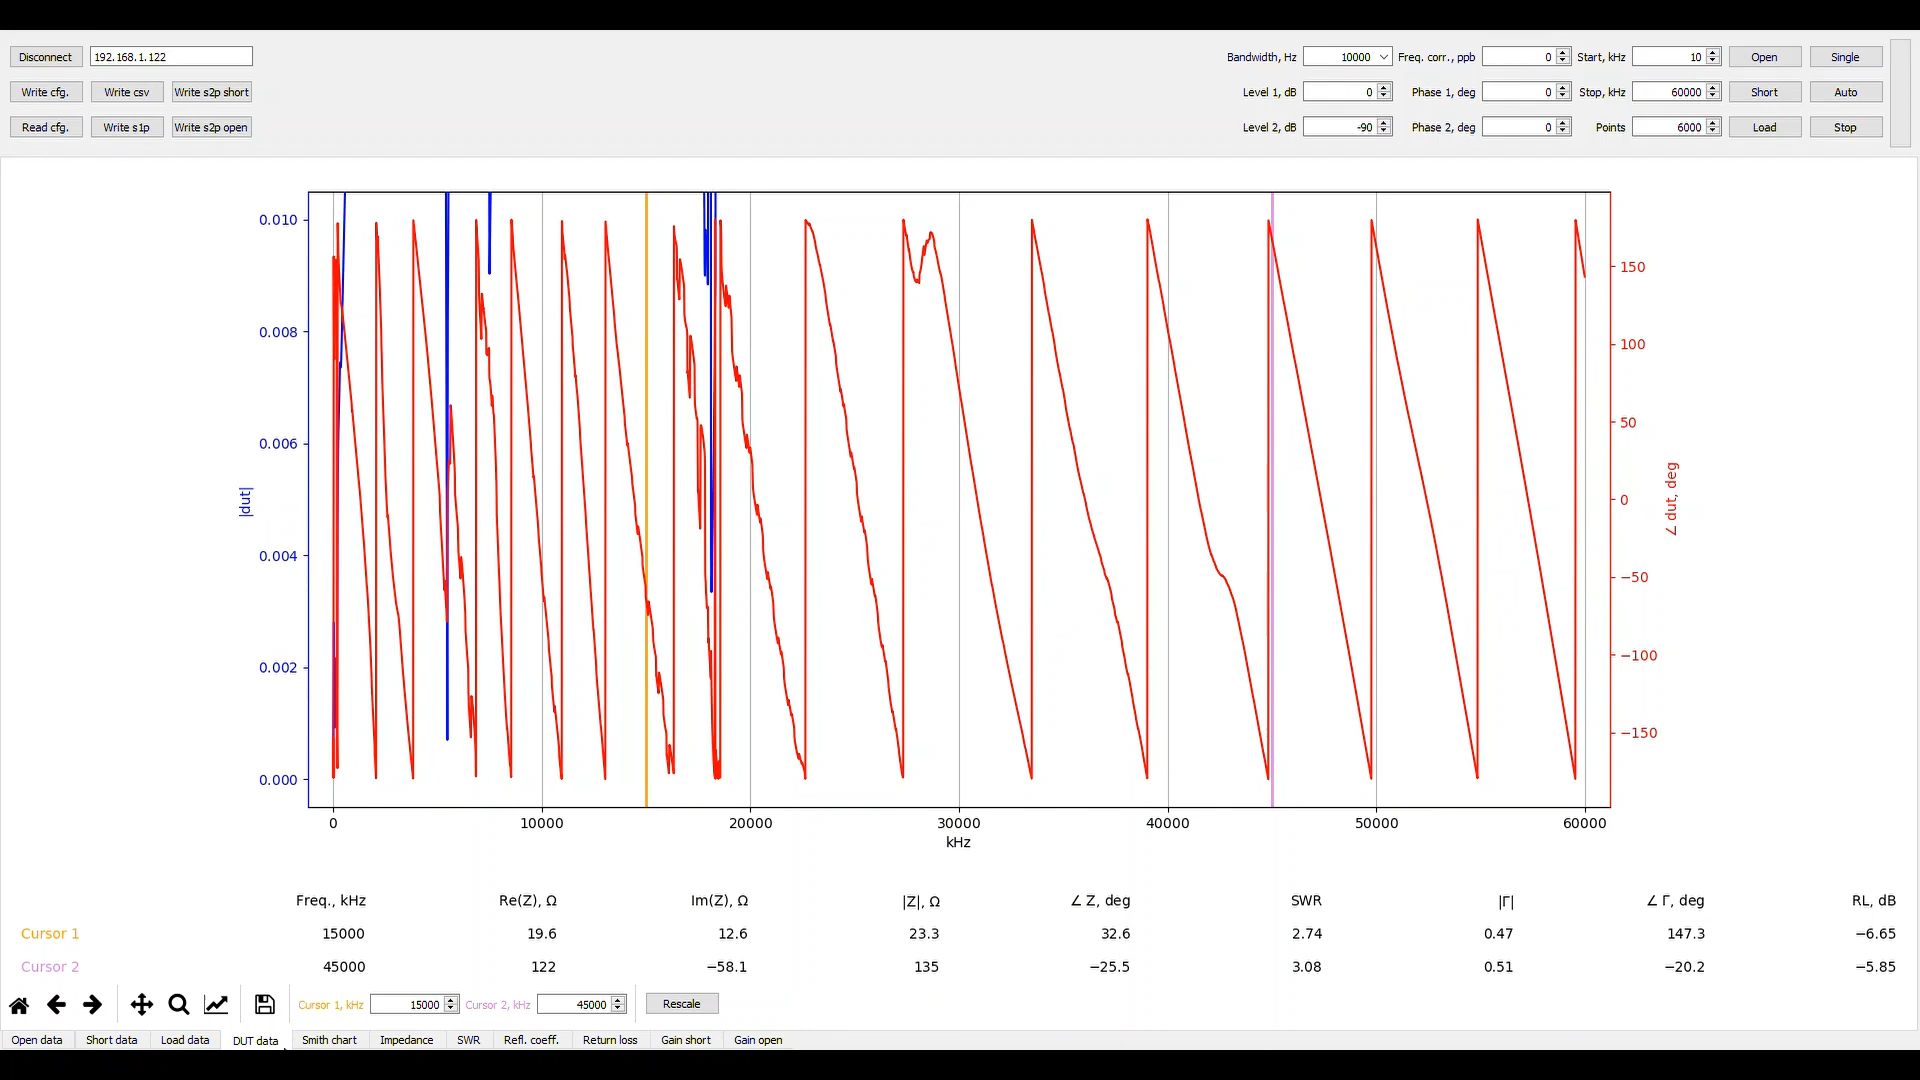 Disconnect 192.168.1.122 Bandwidth, Hz 10000 Freq. corr., ppb 0 Start, kHz 10 Open Single
Write cfg. Write csv Write s2p short Level 1, dB 0 Phase 1, deg 0 Stop, kHz 60000 Short Auto
Read cfg. Write s1p Write s2p open Level 2, dB -90 Phase 2, deg 0 Points 6000 Load Stop
0.010
0.008
0.006
0.004
0.002
0.000
|dut|
150
100
50
0
−50
−100
−150
∠ dut, deg
0 10000 20000 30000 40000 50000 60000
kHz
Freq., kHz Re(Z), Ω Im(Z), Ω |Z|, Ω ∠ Z, deg SWR |Γ| ∠ Γ, deg RL, dB
Cursor 1 15000 19.6 12.6 23.3 32.6 2.74 0.47 147.3 −6.65
Cursor 2 45000 122 −58.1 135 −25.5 3.08 0.51 −20.2 −5.85
Cursor 1, kHz 15000 Cursor 2, kHz 45000 Rescale
Open data Short data Load data DUT data Smith chart Impedance SWR Refl. coeff. Return loss Gain short Gain open